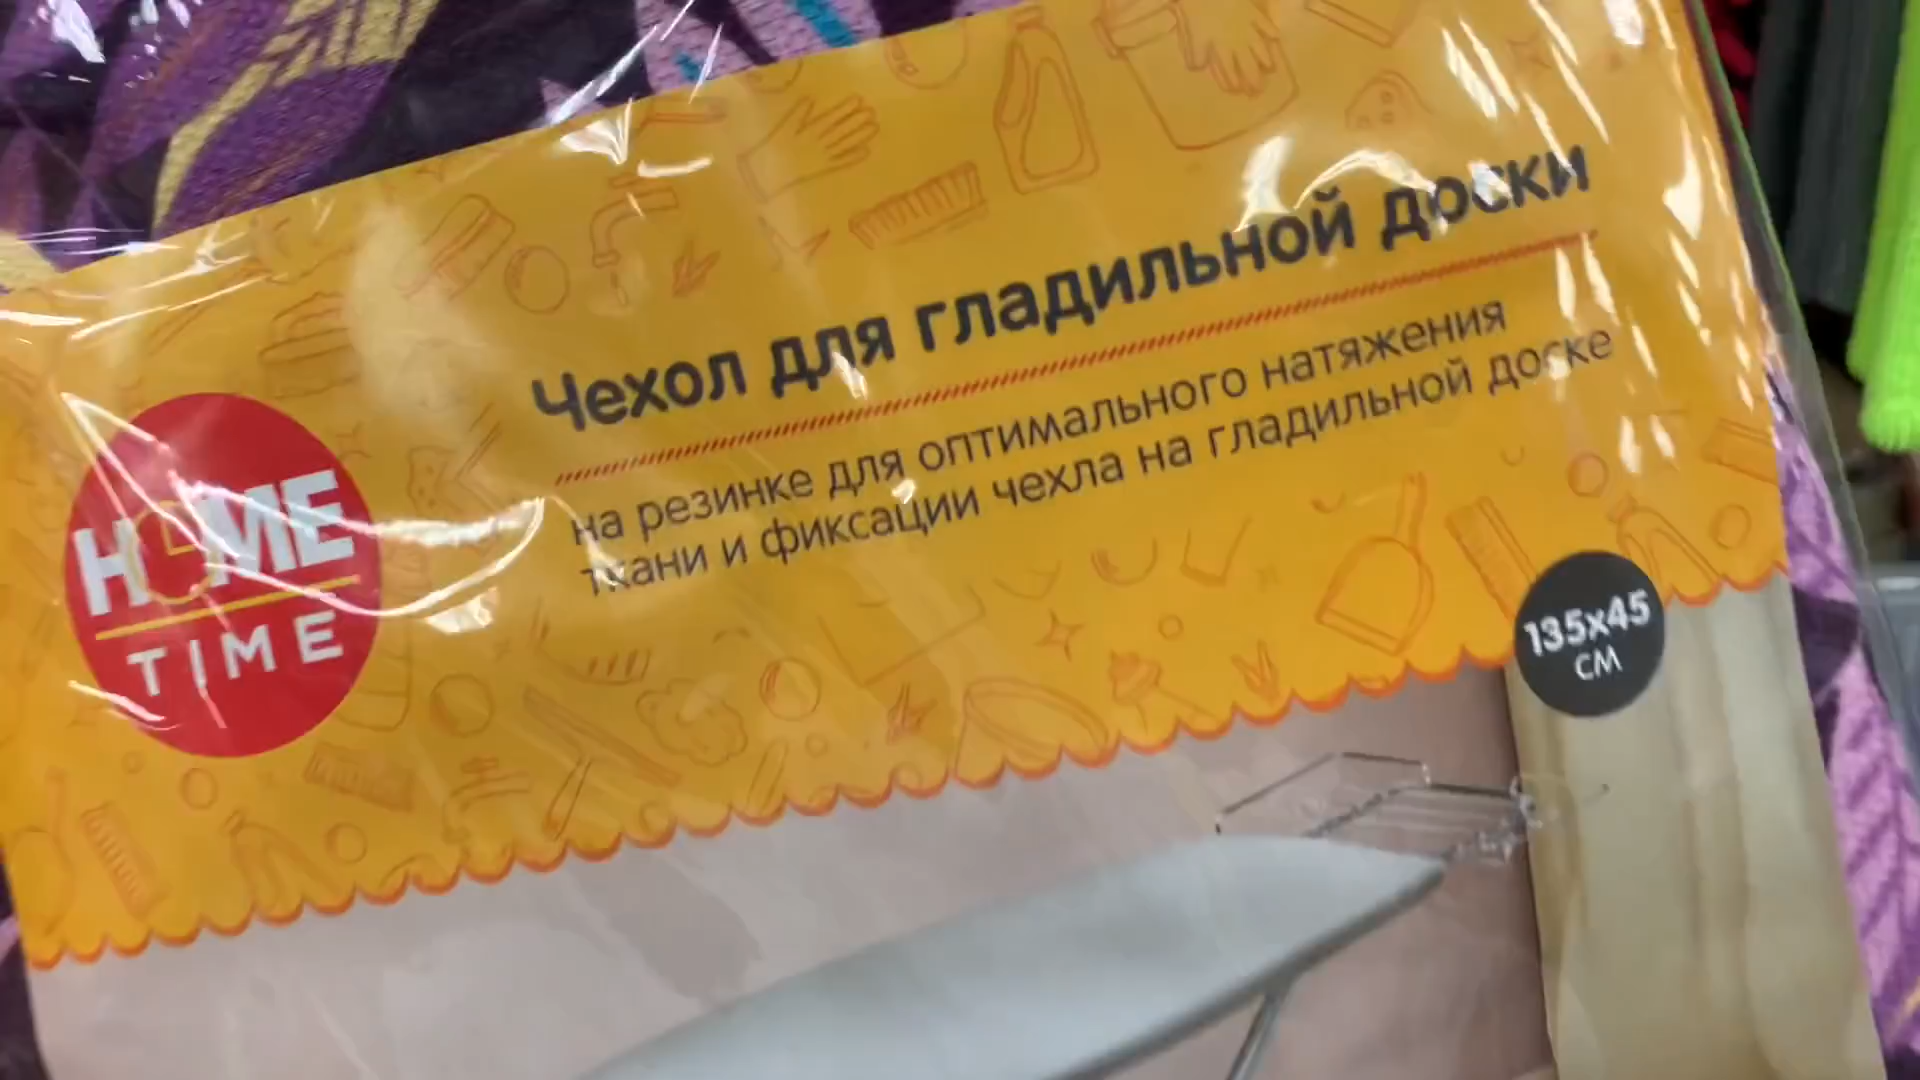 Чехол для гладильной доски
на резинке для оптимального натяжения
ткани и фиксации чехла на гладильной доске
HOME
TIME
135x45
см